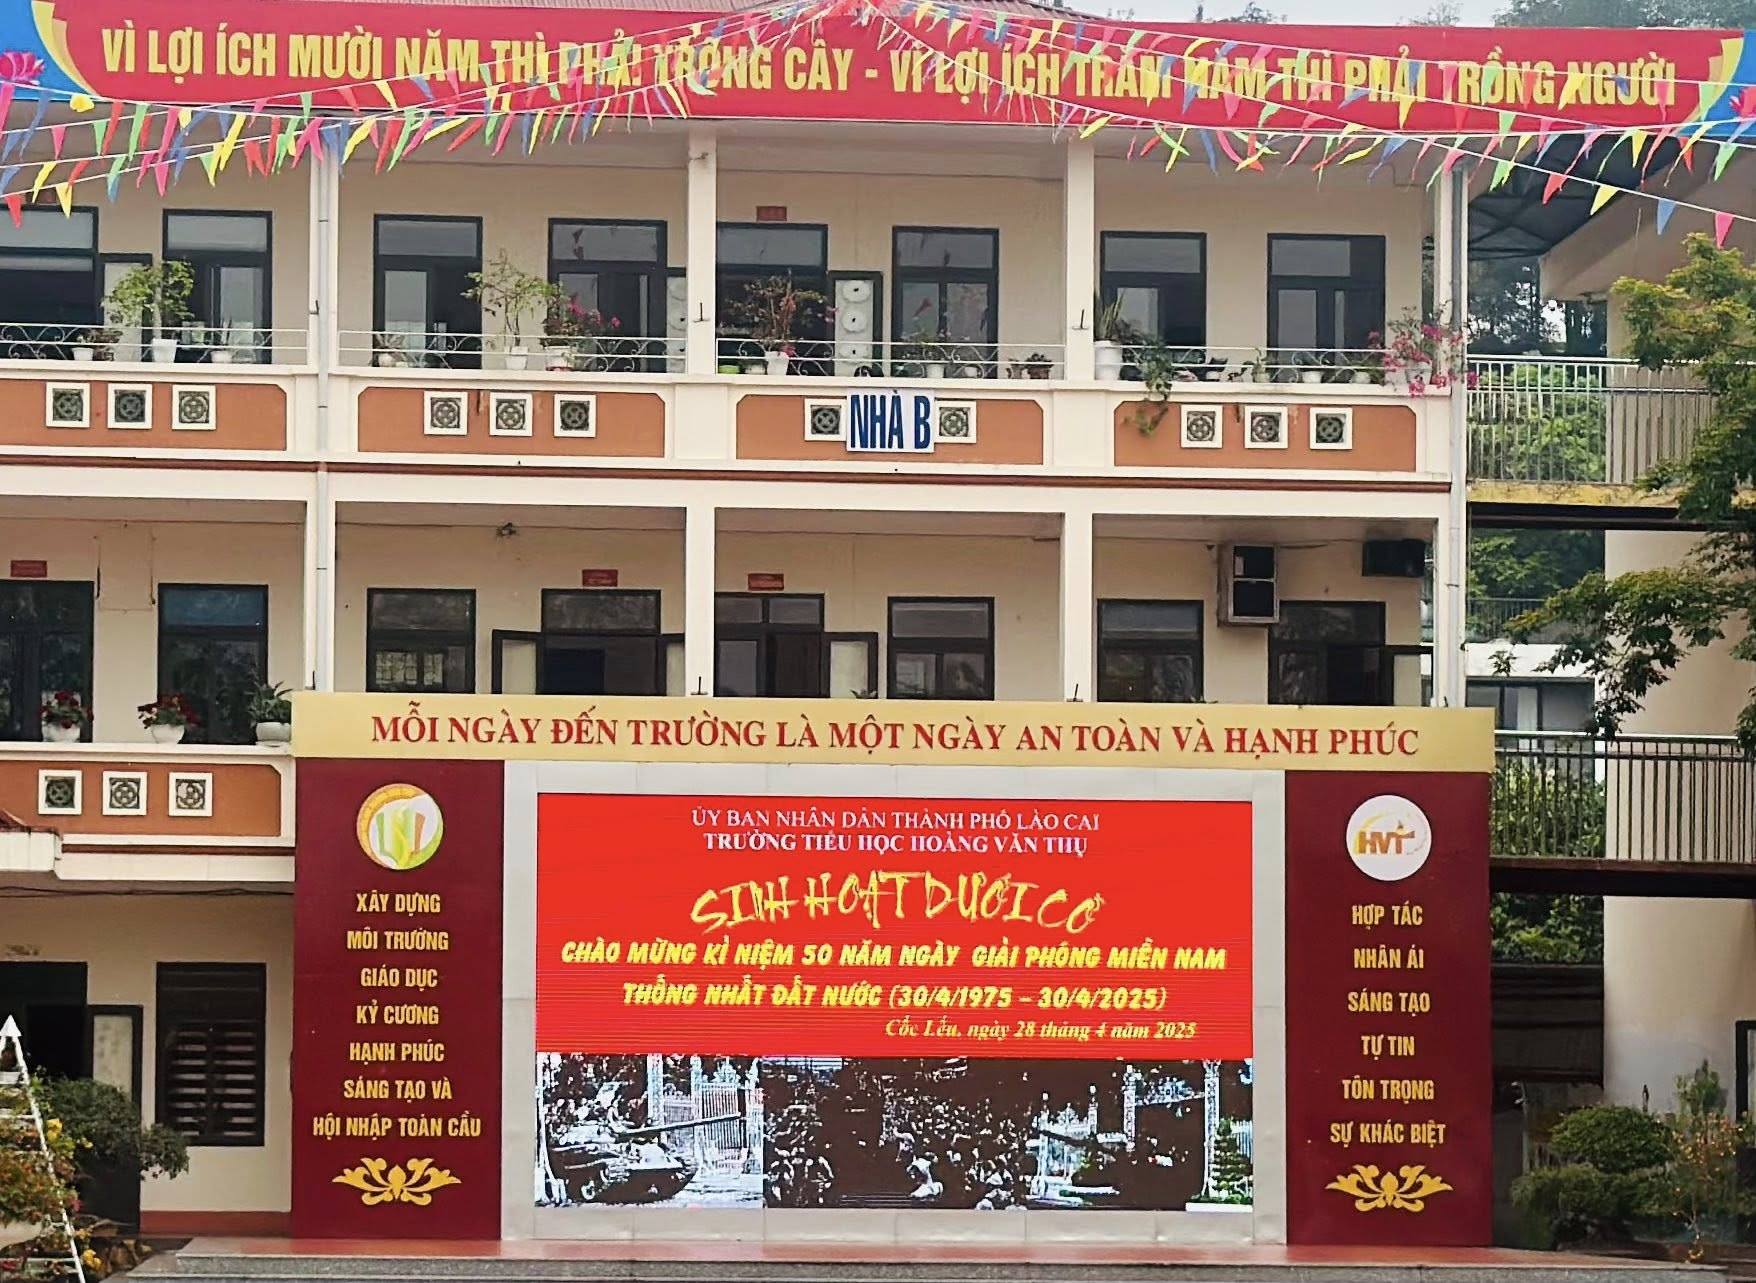 VÌ LỢI ÍCH MƯỜI NĂM THÌ PHẢI TRỒNG CÂY - VÌ LỢI ÍCH TRĂM NĂM THÌ PHẢI TRỒNG NGƯỜI
NHÀ B
MỖI NGÀY ĐẾN TRƯỜNG LÀ MỘT NGÀY AN TOÀN VÀ HẠNH PHÚC
XÂY DỰNG
MÔI TRƯỜNG
GIÁO DỤC
KỶ CƯƠNG
HẠNH PHÚC
SÁNG TẠO VÀ
HỘI NHẬP TOÀN CẦU
ỦY BAN NHÂN DÂN THÀNH PHỐ LÀO CAI
TRƯỜNG TIỂU HỌC HOÀNG VĂN THỤ
SINH HOẠT DƯỚI CỜ
CHÀO MỪNG KỈ NIỆM 50 NĂM NGÀY GIẢI PHÓNG MIỀN NAM
THỐNG NHẤT ĐẤT NƯỚC (30/4/1975 - 30/4/2025)
Cốc Lếu, ngày 28 tháng 4 năm 2025
HVT
HỢP TÁC
NHÂN ÁI
SÁNG TẠO
TỰ TIN
TÔN TRỌNG
SỰ KHÁC BIỆT